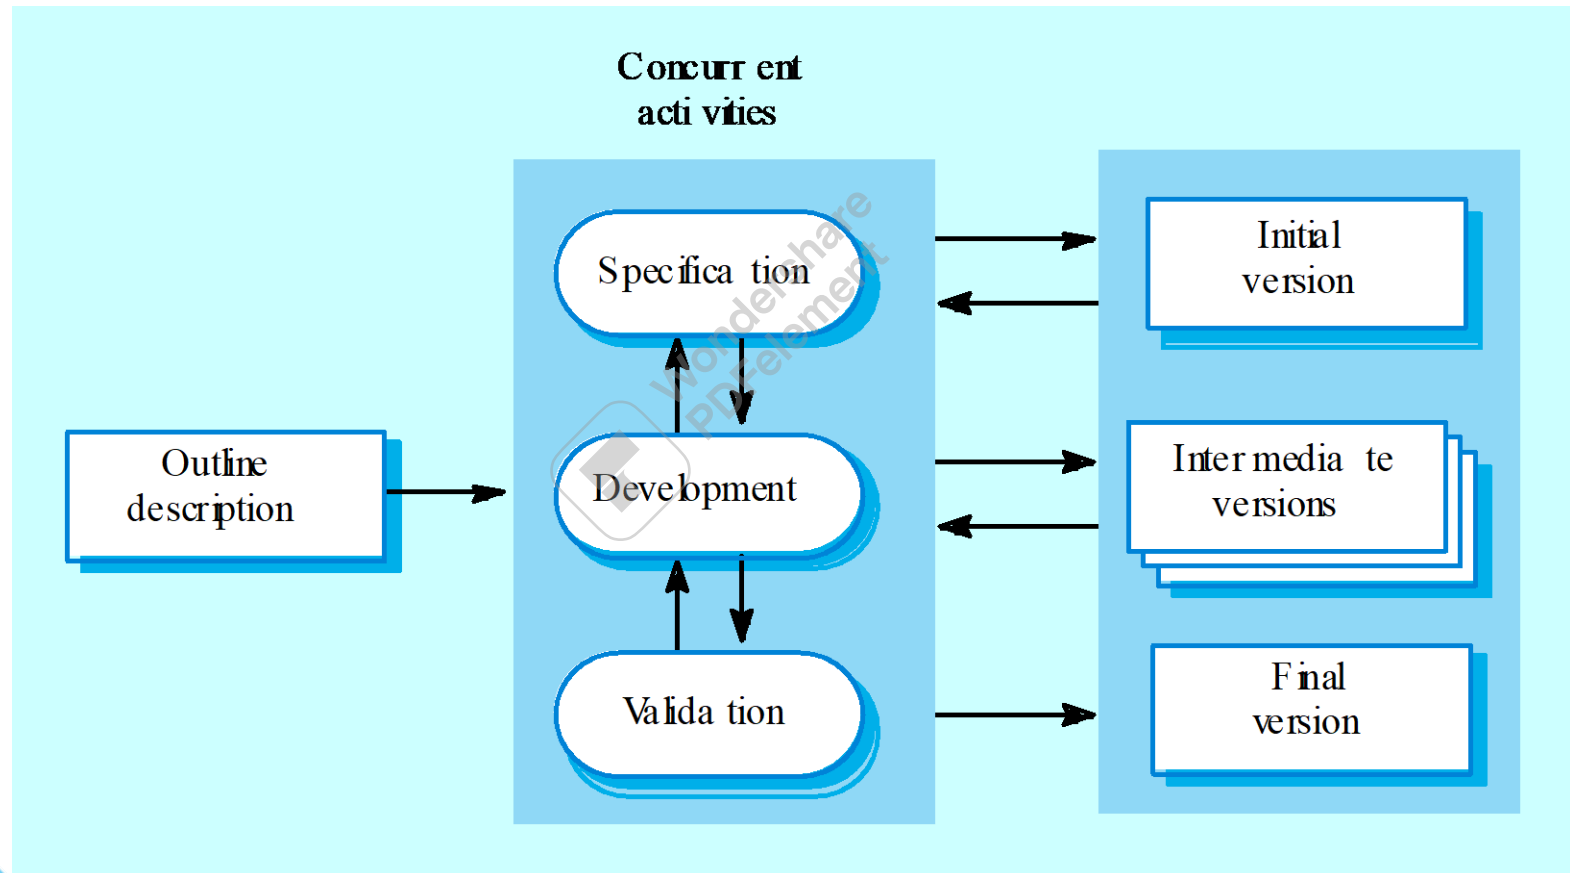 Concurrent
activities
Specification
Outline
description
Development
Validation
Initial
version
Intermediate
versions
Final
version
Wondershare
PDFelement